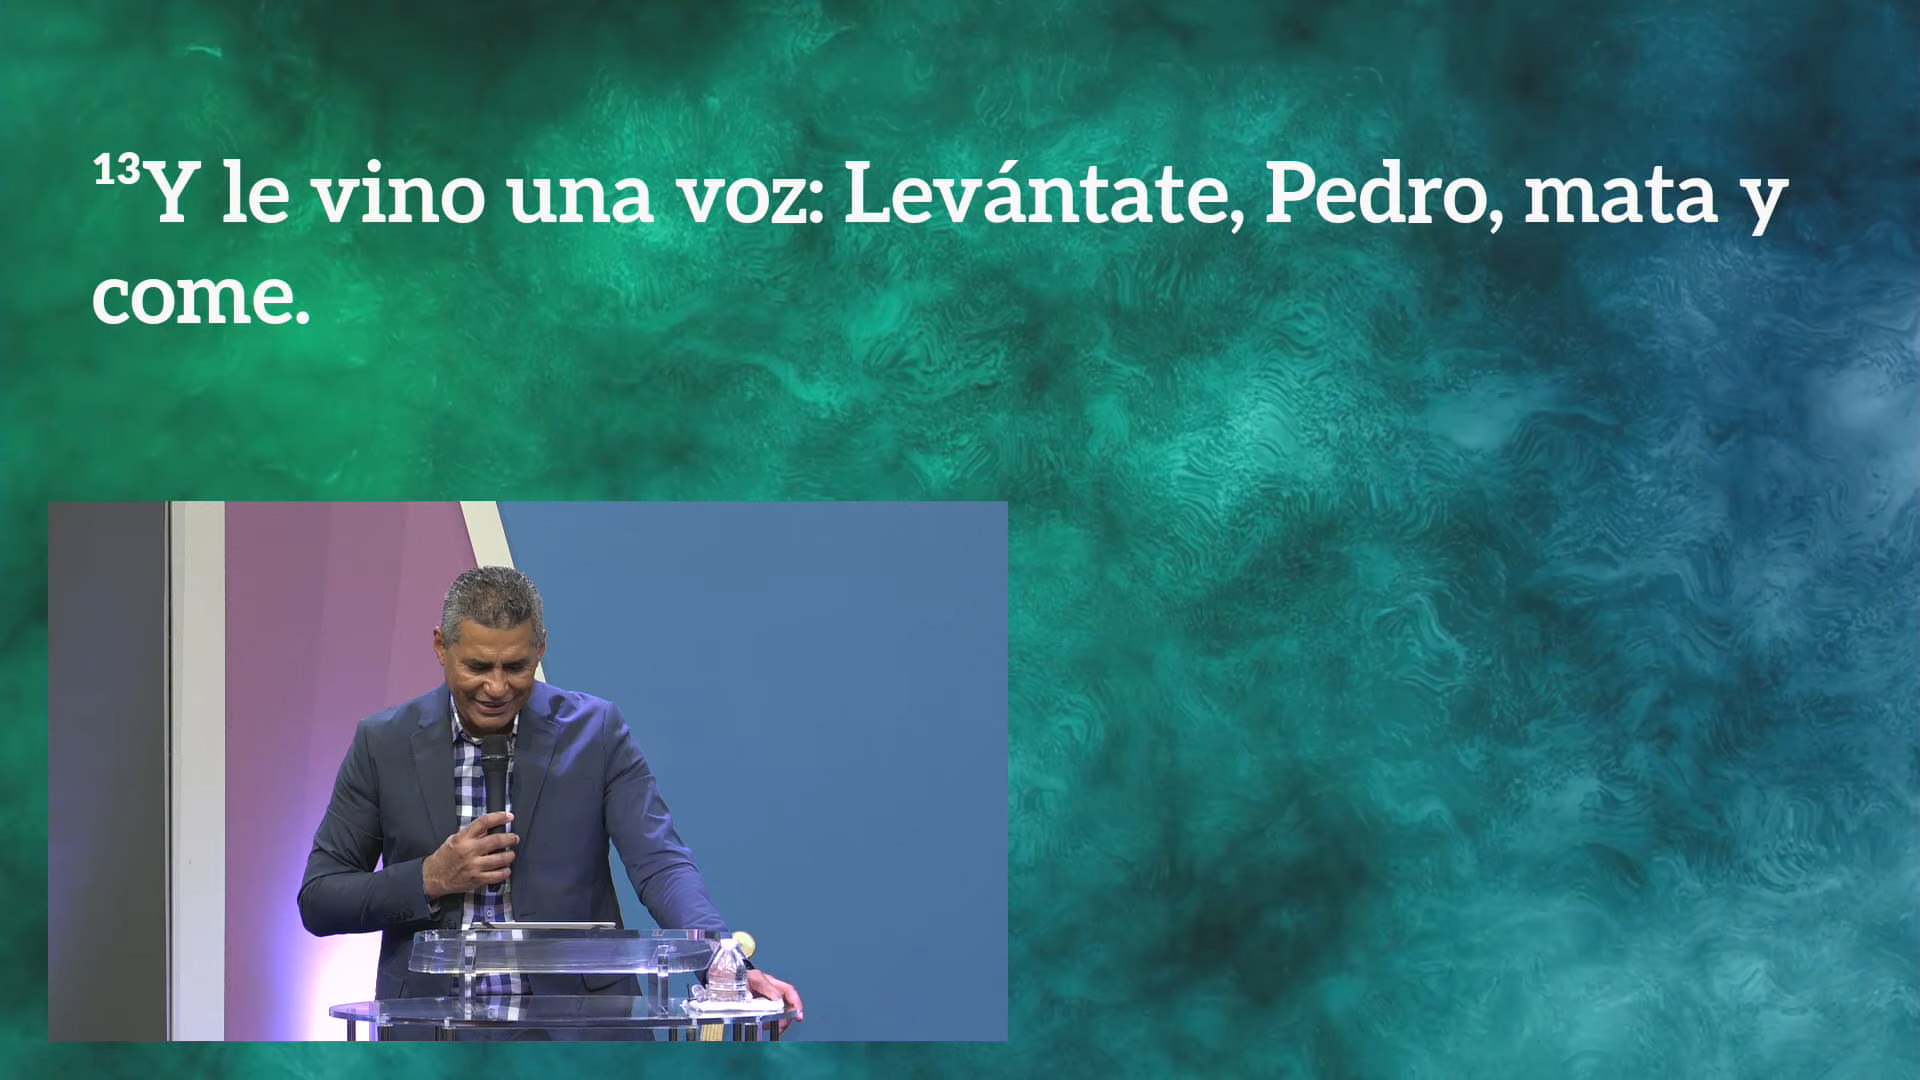 ¹³Y le vino una voz: Levántate, Pedro, mata y
come.